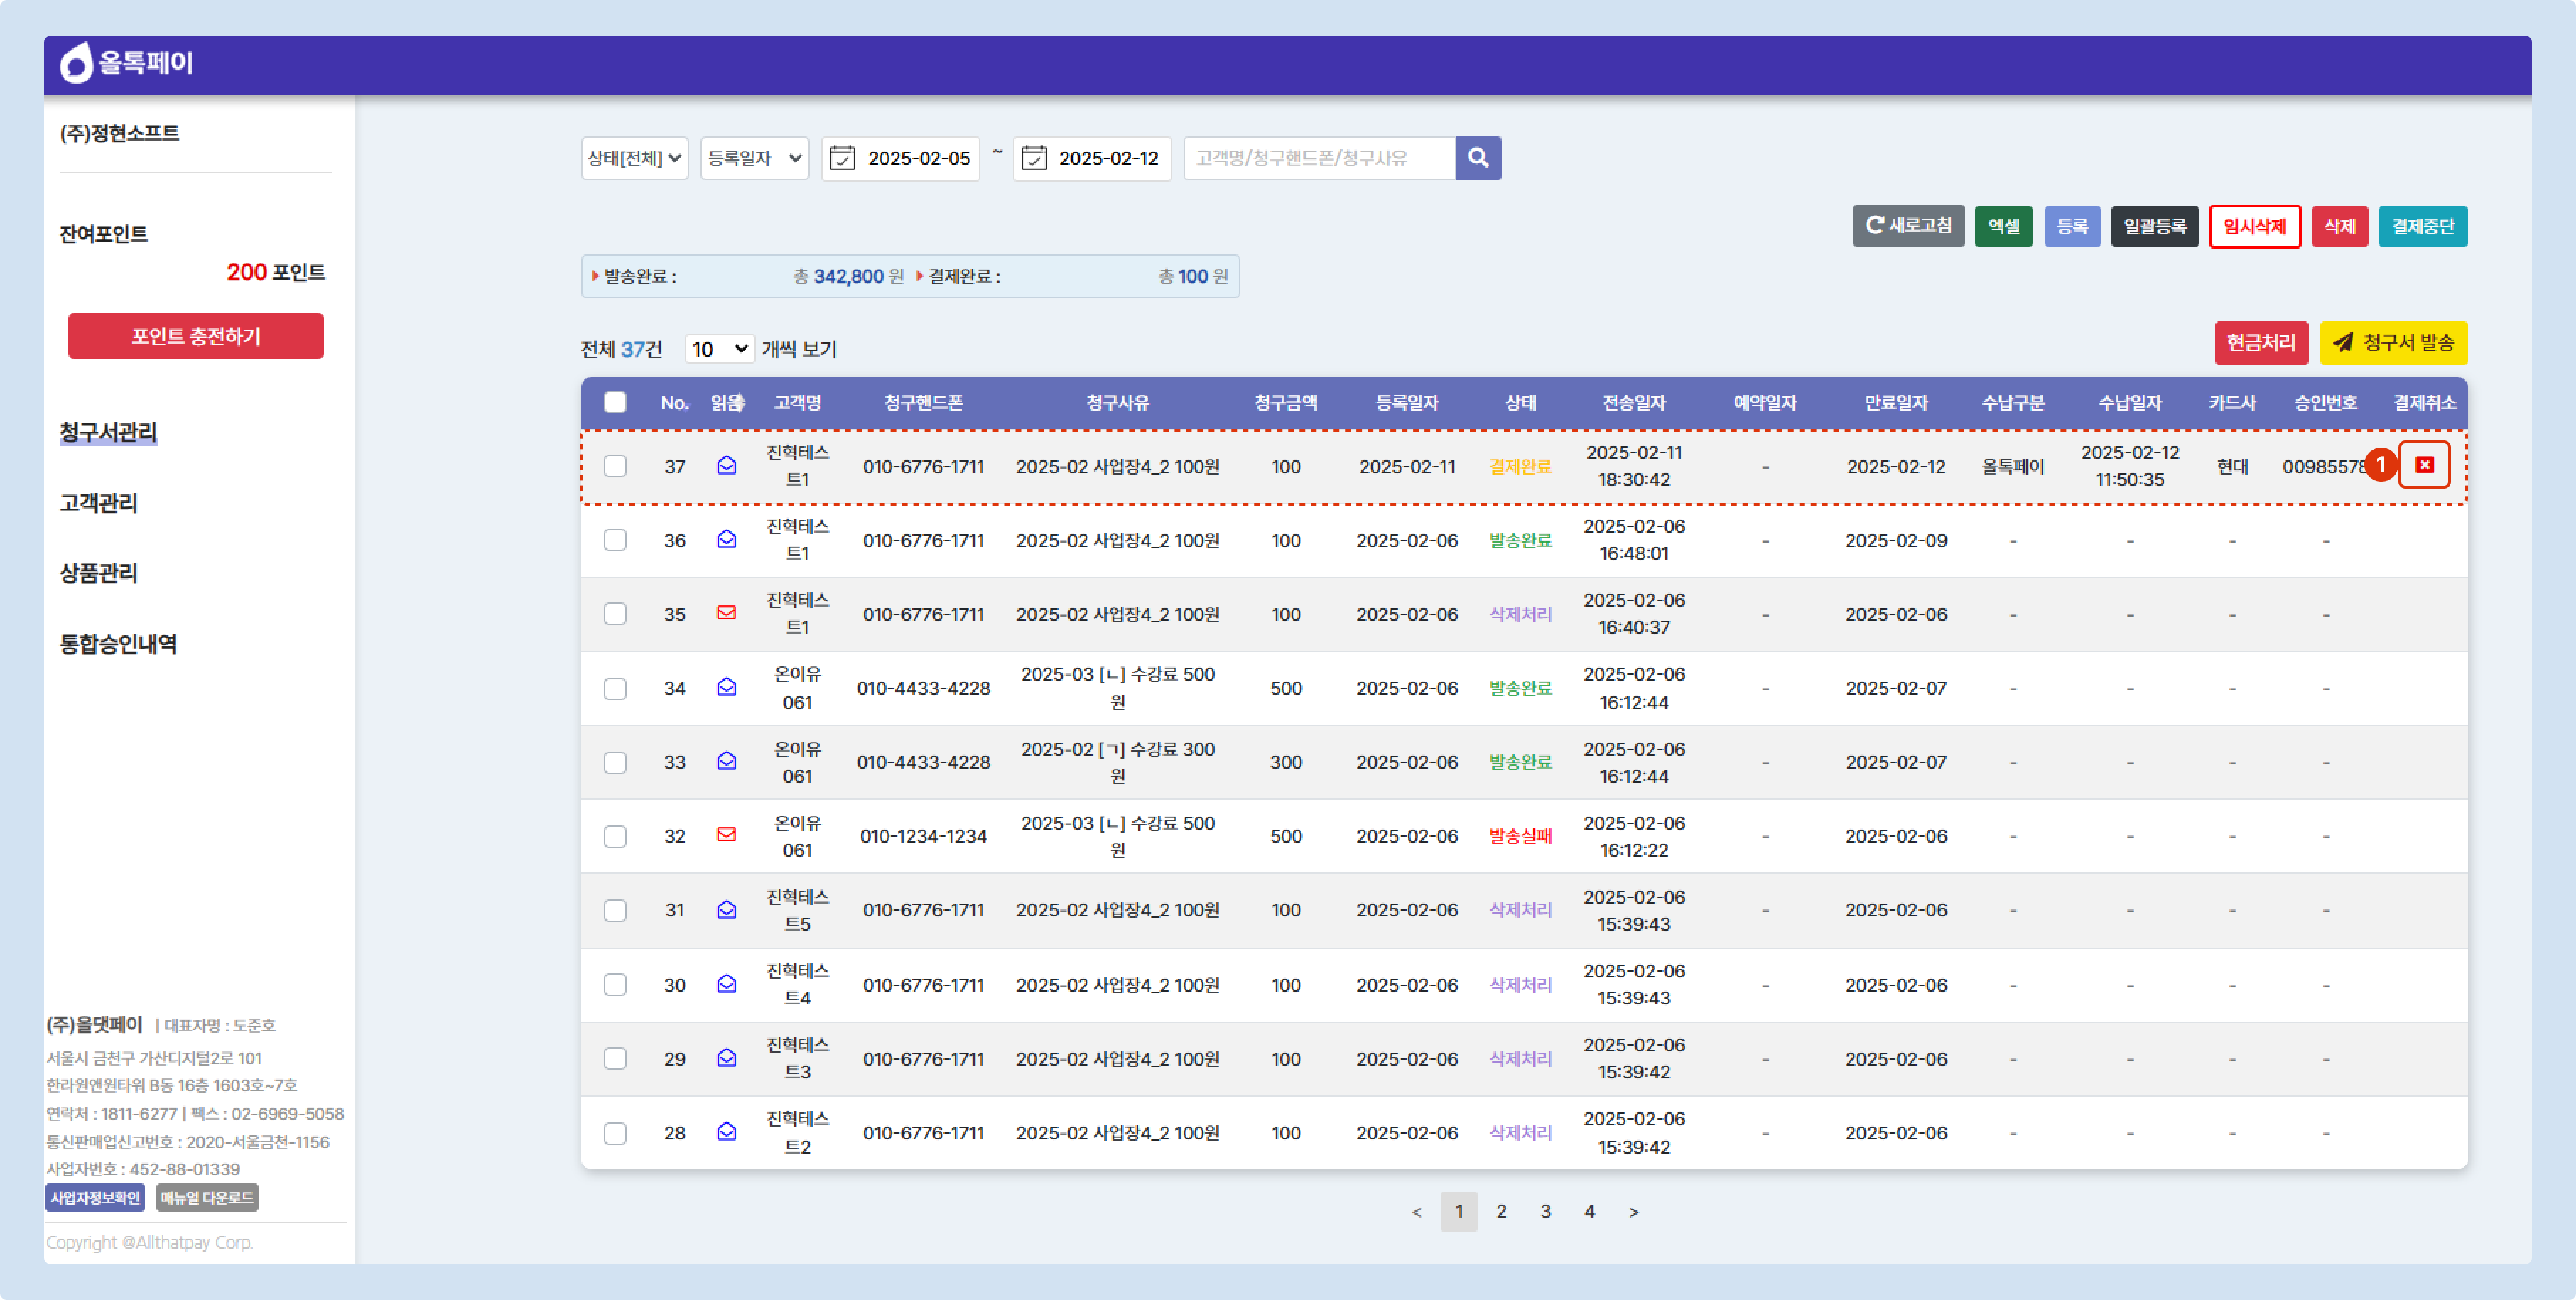 올톡페이
(주)정현소프트
잔여포인트
200 포인트
포인트 충전하기
청구서관리
고객관리
상품관리
통합승인내역
(주)올댓페이 | 대표자명 : 도준호
서울시 금천구 가산디지털2로 101
한라원앤원타워 B동 16층 1603호~7호
연락처 : 1811-6277 | 팩스 : 02-6969-5058
통신판매업신고번호 : 2020-서울금천-1156
사업자번호 : 452-88-01339
사업자정보확인 매뉴얼 다운로드
Copyright @Allthatpay Corp.
상태[전체] 등록일자 2025-02-05 ~ 2025-02-12 고객명/청구핸드폰/청구사유
새로고침 엑셀 등록 일괄등록 임시삭제 삭제 결제중단
발송완료 : 총 342,800 원 결제완료 : 총 100 원
전체 37건 10 개씩 보기
현금처리 청구서 발송
No. 읽음 고객명 청구핸드폰 청구사유 청구금액 등록일자 상태 전송일자 예약일자 만료일자 수납구분 수납일자 카드사 승인번호 결제취소
진혁테스 2025-02-11 2025-02-12
37 010-6776-1711 2025-02 사업장4_2 100원 100 2025-02-11 결제완료 - 2025-02-12 올톡페이 현대 00985578 1
트1 18:30:42 11:50:35
진혁테스 2025-02-06
36 010-6776-1711 2025-02 사업장4_2 100원 100 2025-02-06 발송완료 - 2025-02-09 - - - -
트1 16:48:01
진혁테스 2025-02-06
35 010-6776-1711 2025-02 사업장4_2 100원 100 2025-02-06 삭제처리 - 2025-02-06 - - - -
트1 16:40:37
온이유 2025-03 [ㄴ] 수강료 500 2025-02-06
34 010-4433-4228 500 2025-02-06 발송완료 - 2025-02-07 - - - -
061 원 16:12:44
온이유 2025-02 [ㄱ] 수강료 300 2025-02-06
33 010-4433-4228 300 2025-02-06 발송완료 - 2025-02-07 - - - -
061 원 16:12:44
온이유 2025-03 [ㄴ] 수강료 500 2025-02-06
32 010-1234-1234 500 2025-02-06 발송실패 - 2025-02-06 - - - -
061 원 16:12:22
진혁테스 2025-02-06
31 010-6776-1711 2025-02 사업장4_2 100원 100 2025-02-06 삭제처리 - 2025-02-06 - - - -
트5 15:39:43
진혁테스 2025-02-06
30 010-6776-1711 2025-02 사업장4_2 100원 100 2025-02-06 삭제처리 - 2025-02-06 - - - -
트4 15:39:43
진혁테스 2025-02-06
29 010-6776-1711 2025-02 사업장4_2 100원 100 2025-02-06 삭제처리 - 2025-02-06 - - - -
트3 15:39:42
진혁테스 2025-02-06
28 010-6776-1711 2025-02 사업장4_2 100원 100 2025-02-06 삭제처리 - 2025-02-06 - - - -
트2 15:39:42
< 1 2 3 4 >